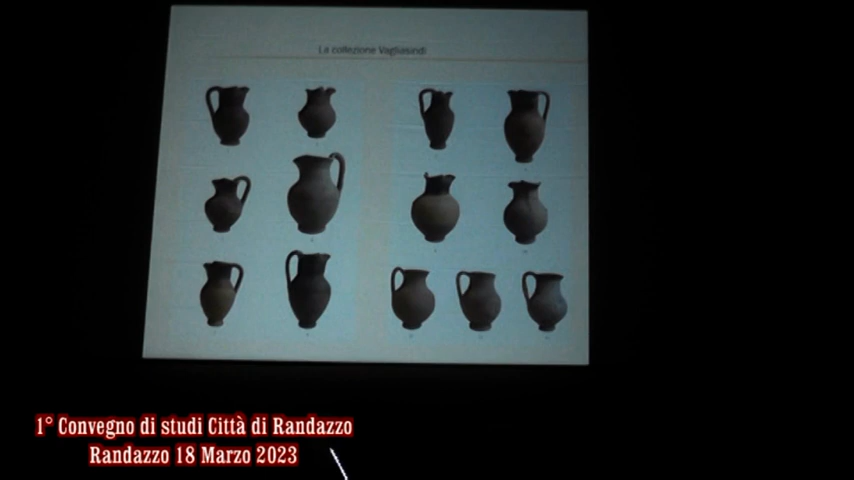 La collezione Vagliasindi
1° Convegno di studi Città di Randazzo
Randazzo 18 Marzo 2023